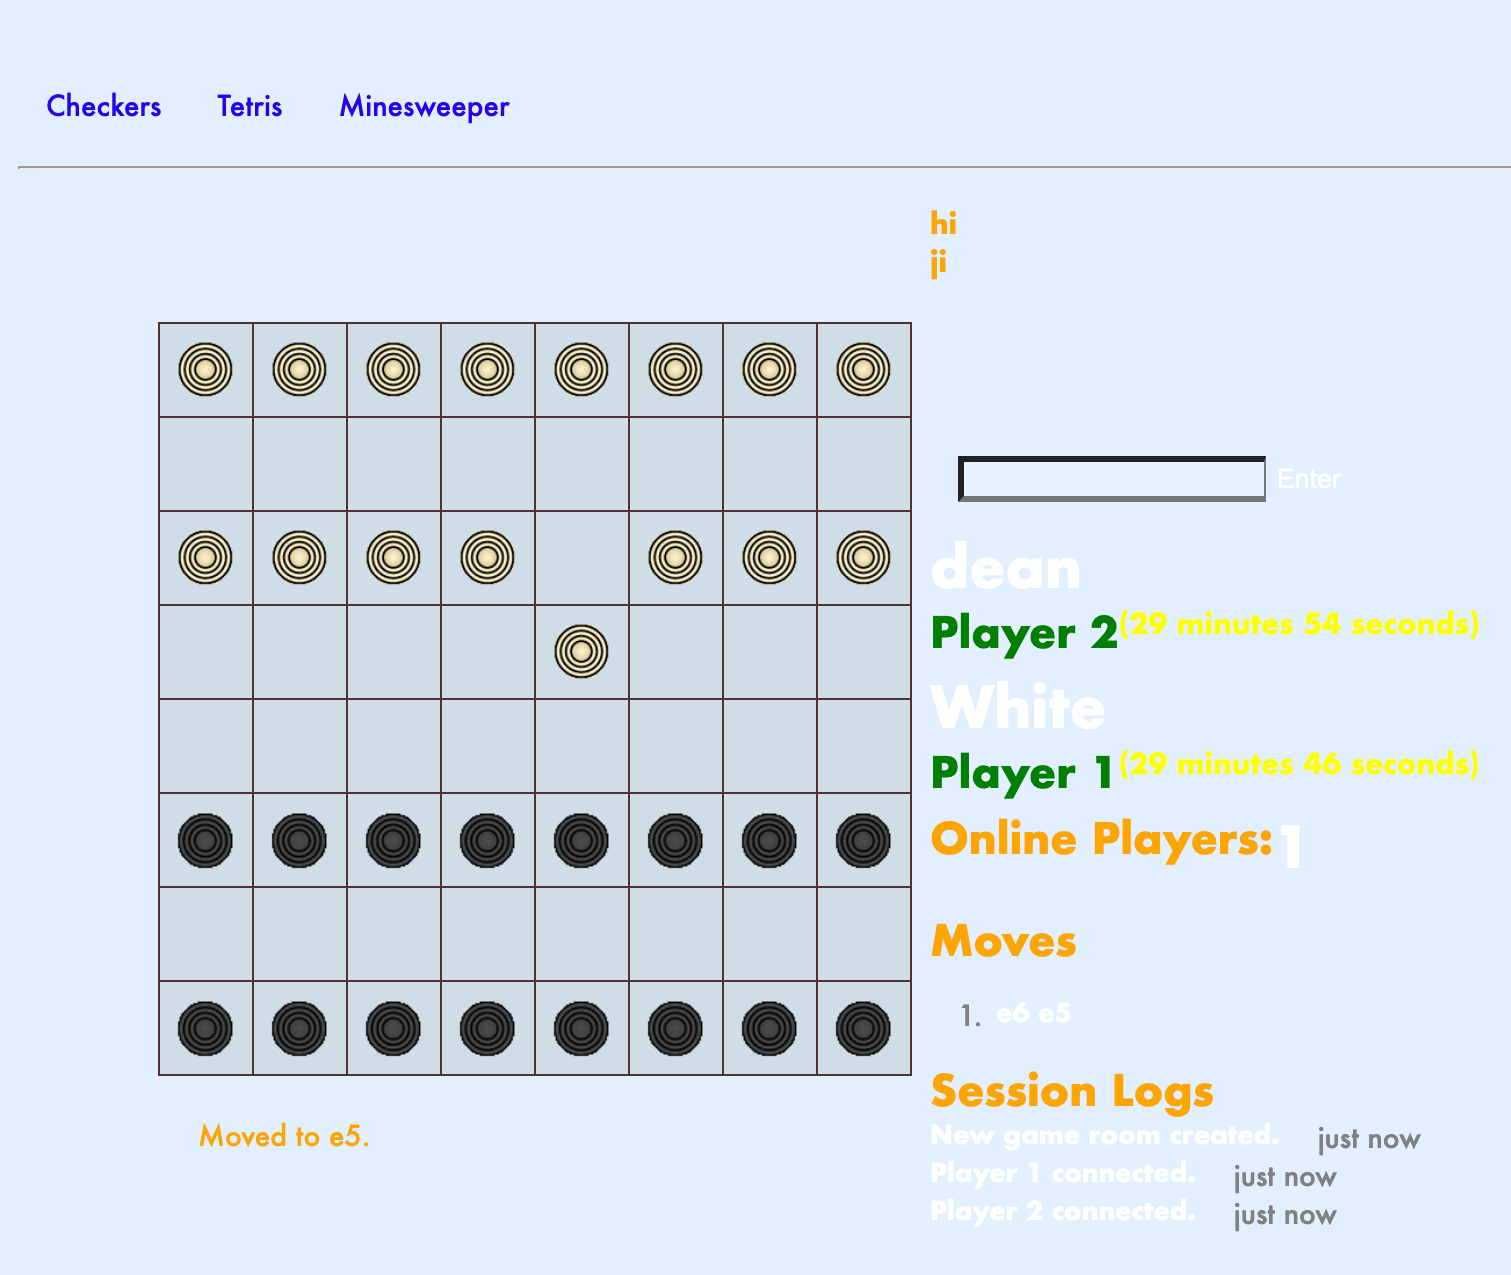 Checkers Tetris Minesweeper
hi
ji
Enter
dean
Player 2 (29 minutes 54 seconds)
White
Player 1 (29 minutes 46 seconds)
Online Players: 1
Moves
1. e6 e5
Session Logs
New game room created. just now
Moved to e5.
Player 1 connected. just now
Player 2 connected. just now